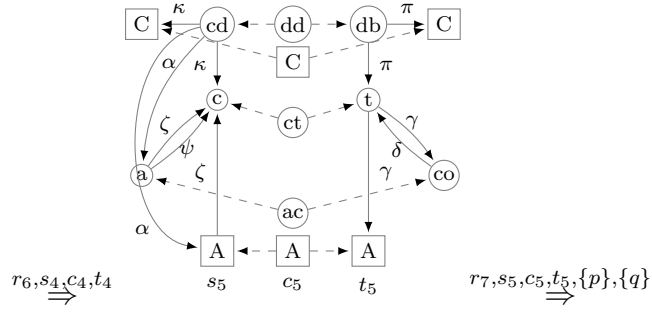 C κ cd dd db π C
α κ C π
c t
ζ ψ ct γ δ
a ζ γ co
ac
α A A A
r6,s4,c4,t4 s5 c5 t5 r7,s5,c5,t5,{p},{q}
⇒ ⇒